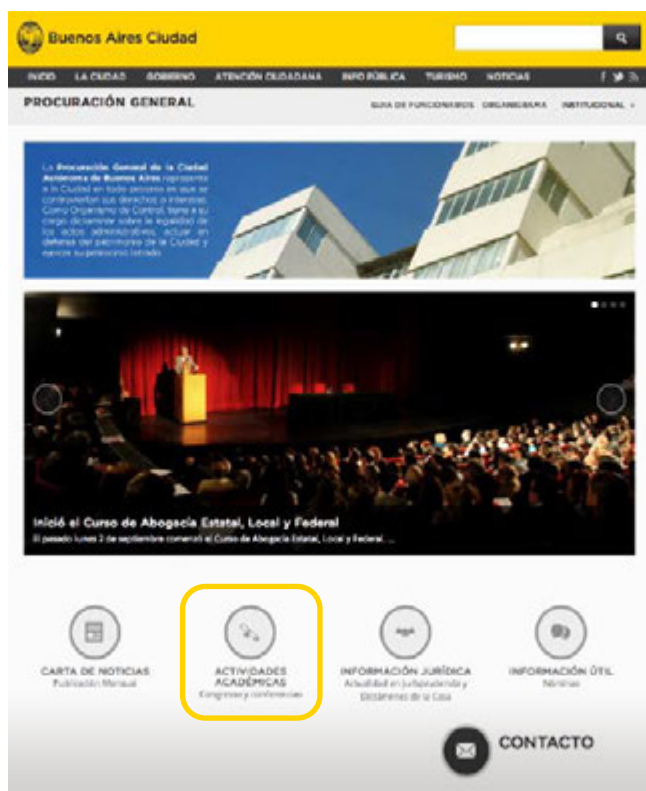 Buenos Aires Ciudad
INICIO LA CIUDAD GOBIERNO ATENCIÓN CIUDADANA INFO PÚBLICA TURISMO NOTICIAS
PROCURACIÓN GENERAL GUIA DE FUNCIONARIOS ORGANIGRAMA INSTITUCIONAL
La Procuración General de la Ciudad
Autónoma de Buenos Aires representa
a la Ciudad en todo proceso en que se
controviertan sus derechos o intereses.
Como Organismo de Control, tiene a su
cargo dictaminar sobre la legalidad de
los actos administrativos, actuar en
defensa del patrimonio de la Ciudad y
ejercer su patrocinio letrado.
Inició el Curso de Abogacía Estatal, Local y Federal
El pasado lunes 2 de septiembre comenzó el Curso de Abogacía Estatal, Local y Federal. ...
CARTA DE NOTICIAS
Publicación Mensual
ACTIVIDADES
ACADÉMICAS
Congresos y conferencias
INFORMACIÓN JURÍDICA
Actualidad en Jurisprudencia y
Dictámenes de la Casa
INFORMACIÓN ÚTIL
Nóminas
CONTACTO